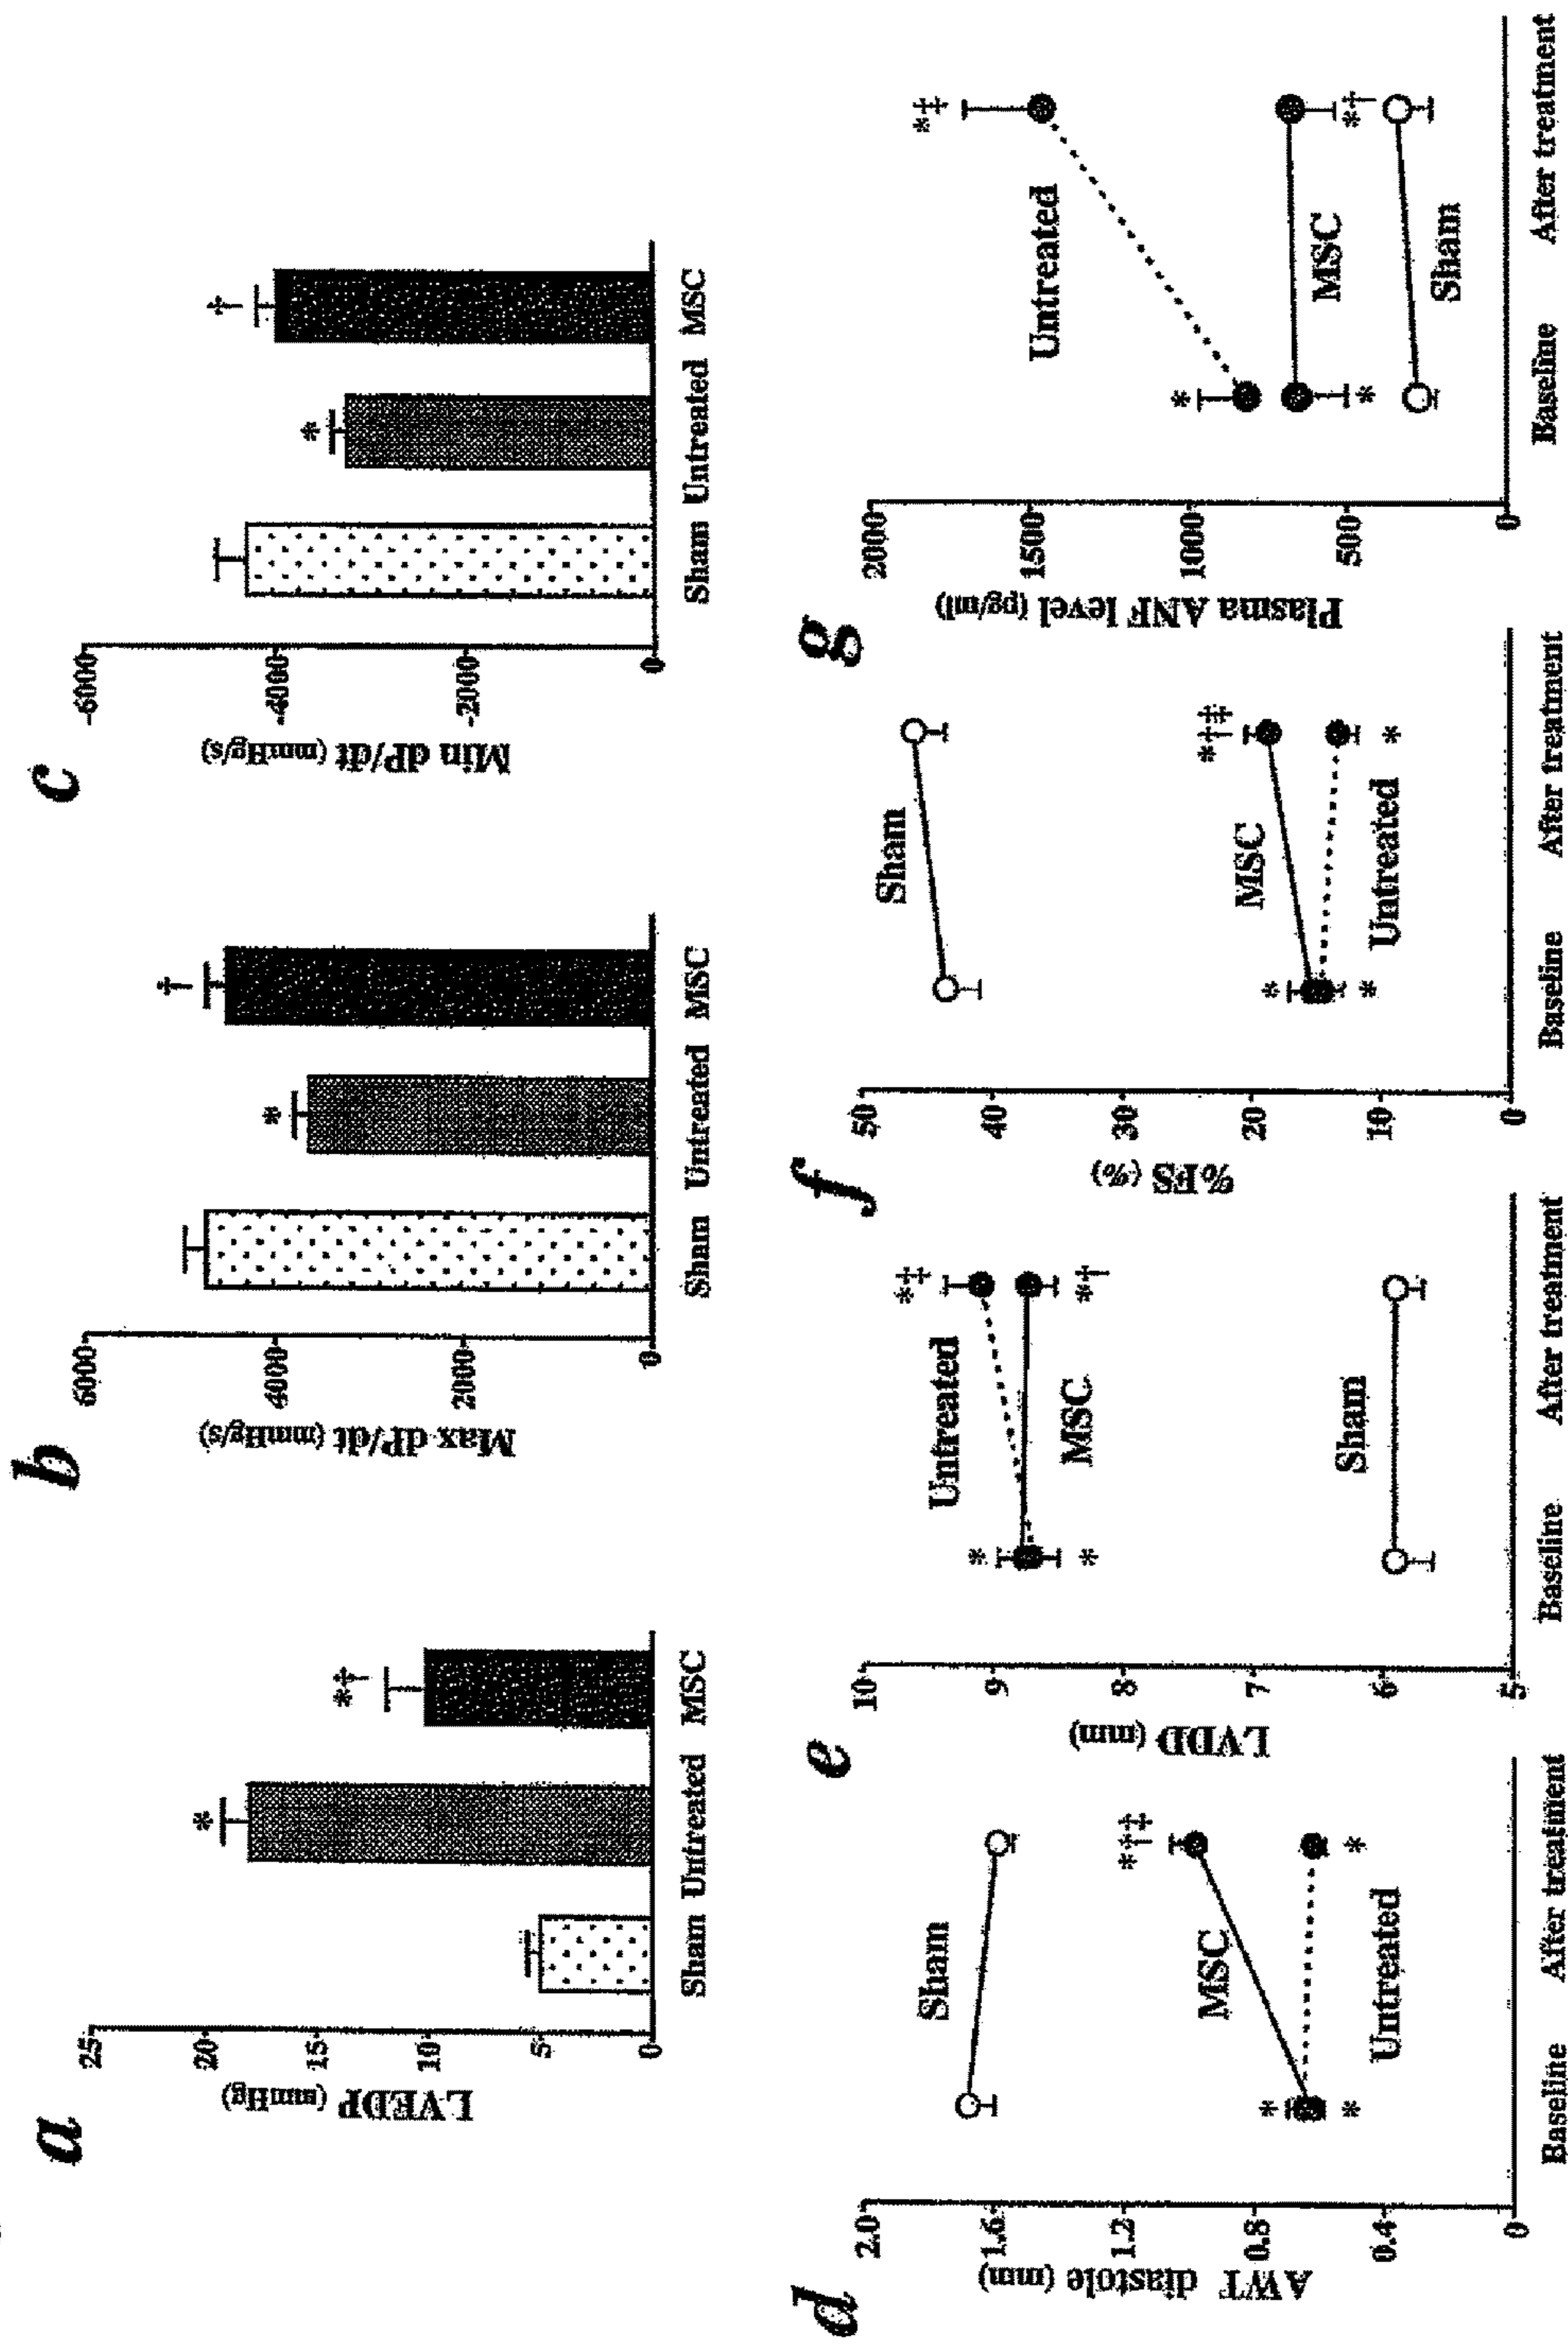 a
LVEDP (mmHg)
25
20
15
10
5
0
*
*†
Sham Untreated MSC
b
Max dP/dt (mmHg/s)
6000
4000
2000
0
*
†
Sham Untreated MSC
c
Min dP/dt (mmHg/s)
-6000
-4000
-2000
0
*
†
Sham Untreated MSC
d
AWT diastole (mm)
2.0
1.6
1.2
0.8
0.4
0
Sham
*†‡
MSC
*
*
Untreated
*
Baseline After treatment
e
LVDD (mm)
10
9
8
7
6
5
*‡
Untreated
*
MSC
*
*†
Sham
Baseline After treatment
f
%FS (%)
50
40
30
20
10
0
Sham
*†‡
MSC
*
*
Untreated
*
Baseline After treatment
g
Plasma ANF level (pg/ml)
2000
1500
1000
500
0
*‡
Untreated
*
MSC
*
*†
Sham
Baseline After treatment